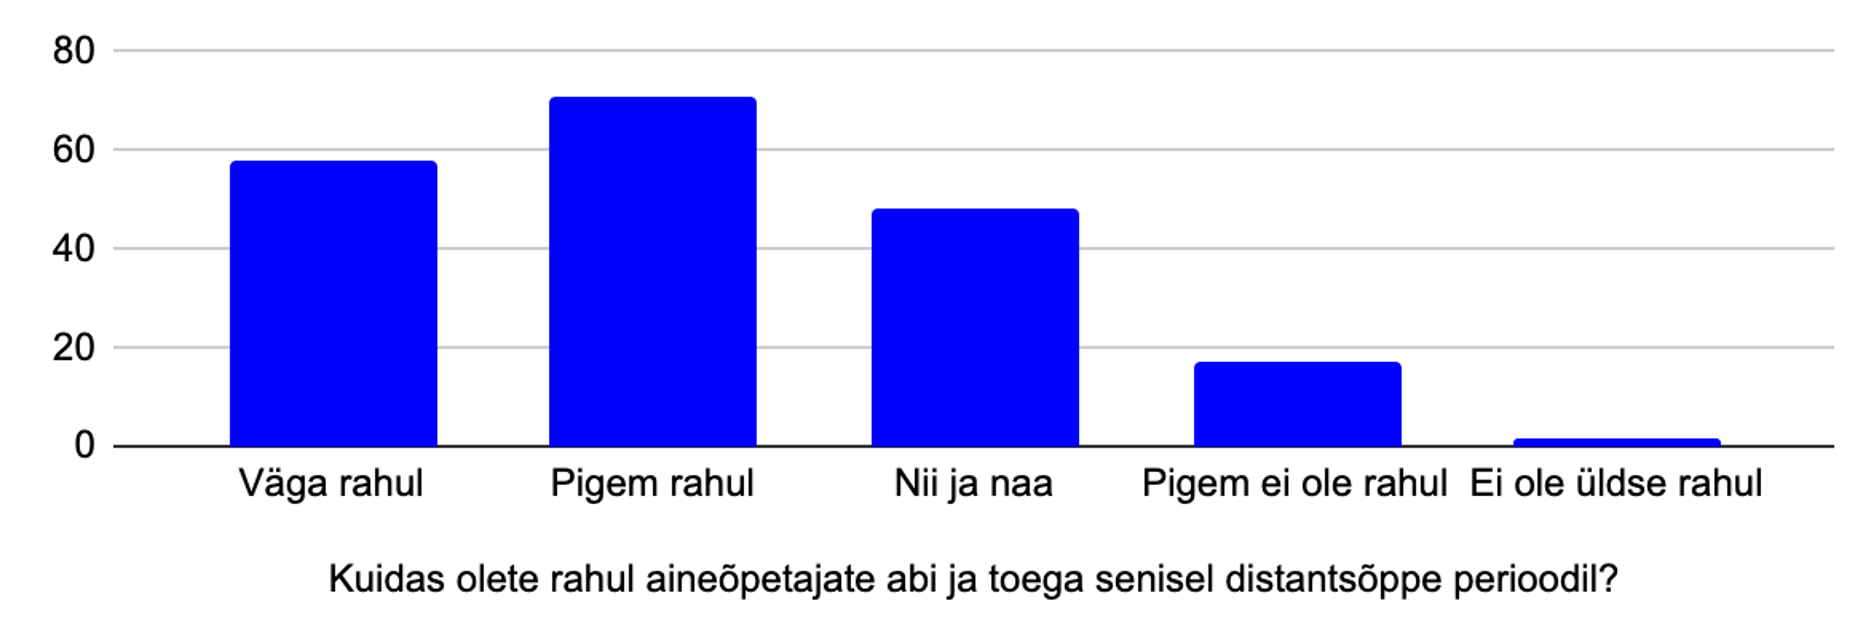 80
60
40
20
0
Väga rahul
Pigem rahul
Nii ja naa
Pigem ei ole rahul
Ei ole üldse rahul
Kuidas olete rahul aineõpetajate abi ja toega senisel distantsõppe perioodil?